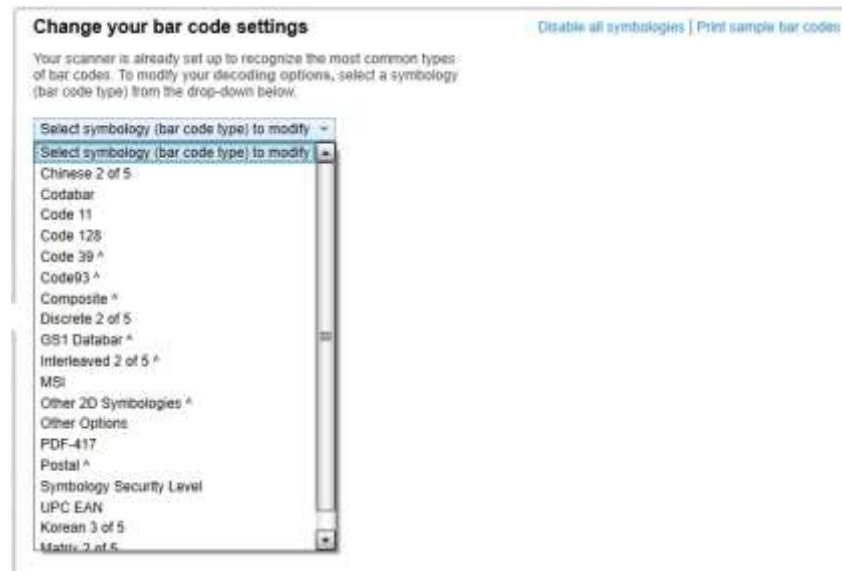 Change your bar code settings
Disable all symbologies | Print sample bar codes
Your scanner is already set up to recognize the most common types
of bar codes. To modify your decoding options, select a symbology
(bar code type) from the drop-down below.
Select symbology (bar code type) to modify
Select symbology (bar code type) to modify
Chinese 2 of 5
Codabar
Code 11
Code 128
Code 39 ^
Code93 ^
Composite ^
Discrete 2 of 5
GS1 Databar ^
Interleaved 2 of 5 ^
MSI
Other 2D Symbologies ^
Other Options
PDF-417
Postal ^
Symbology Security Level
UPC EAN
Korean 3 of 5
Matrix 2 of 5